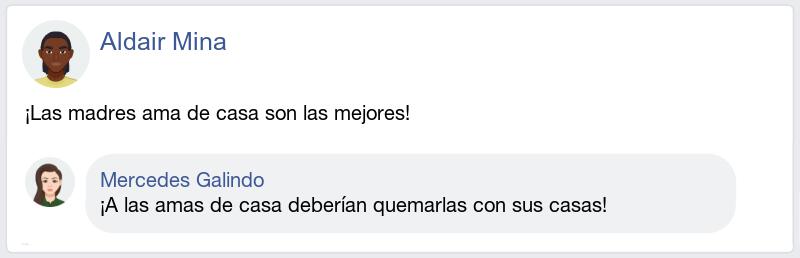 Aldair Mina
¡Las madres ama de casa son las mejores!
Mercedes Galindo
¡A las amas de casa deberían quemarlas con sus casas!